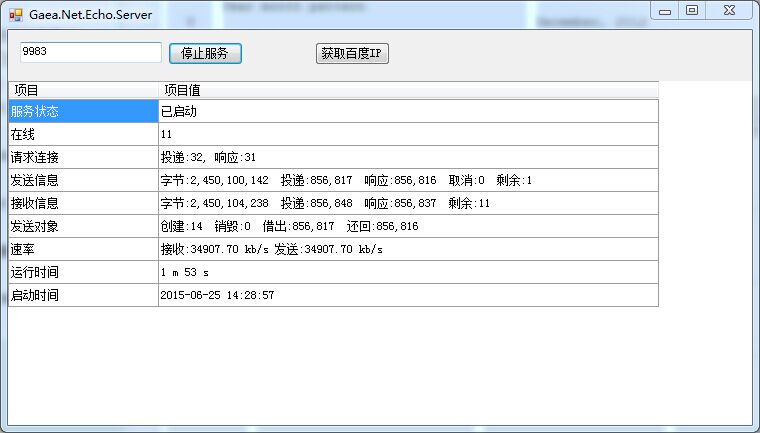 Gaea.Net.Echo.Server
9983 停止服务 获取百度IP
项目 项目值
服务状态 已启动
在线 11
请求连接 投递:32, 响应:31
发送信息 字节:2,450,100,142 投递:856,817 响应:856,816 取消:0 剩余:1
接收信息 字节:2,450,104,238 投递:856,848 响应:856,837 剩余:11
发送对象 创建:14 销毁:0 借出:856,817 还回:856,816
速率 接收:34907.70 kb/s 发送:34907.70 kb/s
运行时间 1 m 53 s
启动时间 2015-06-25 14:28:57